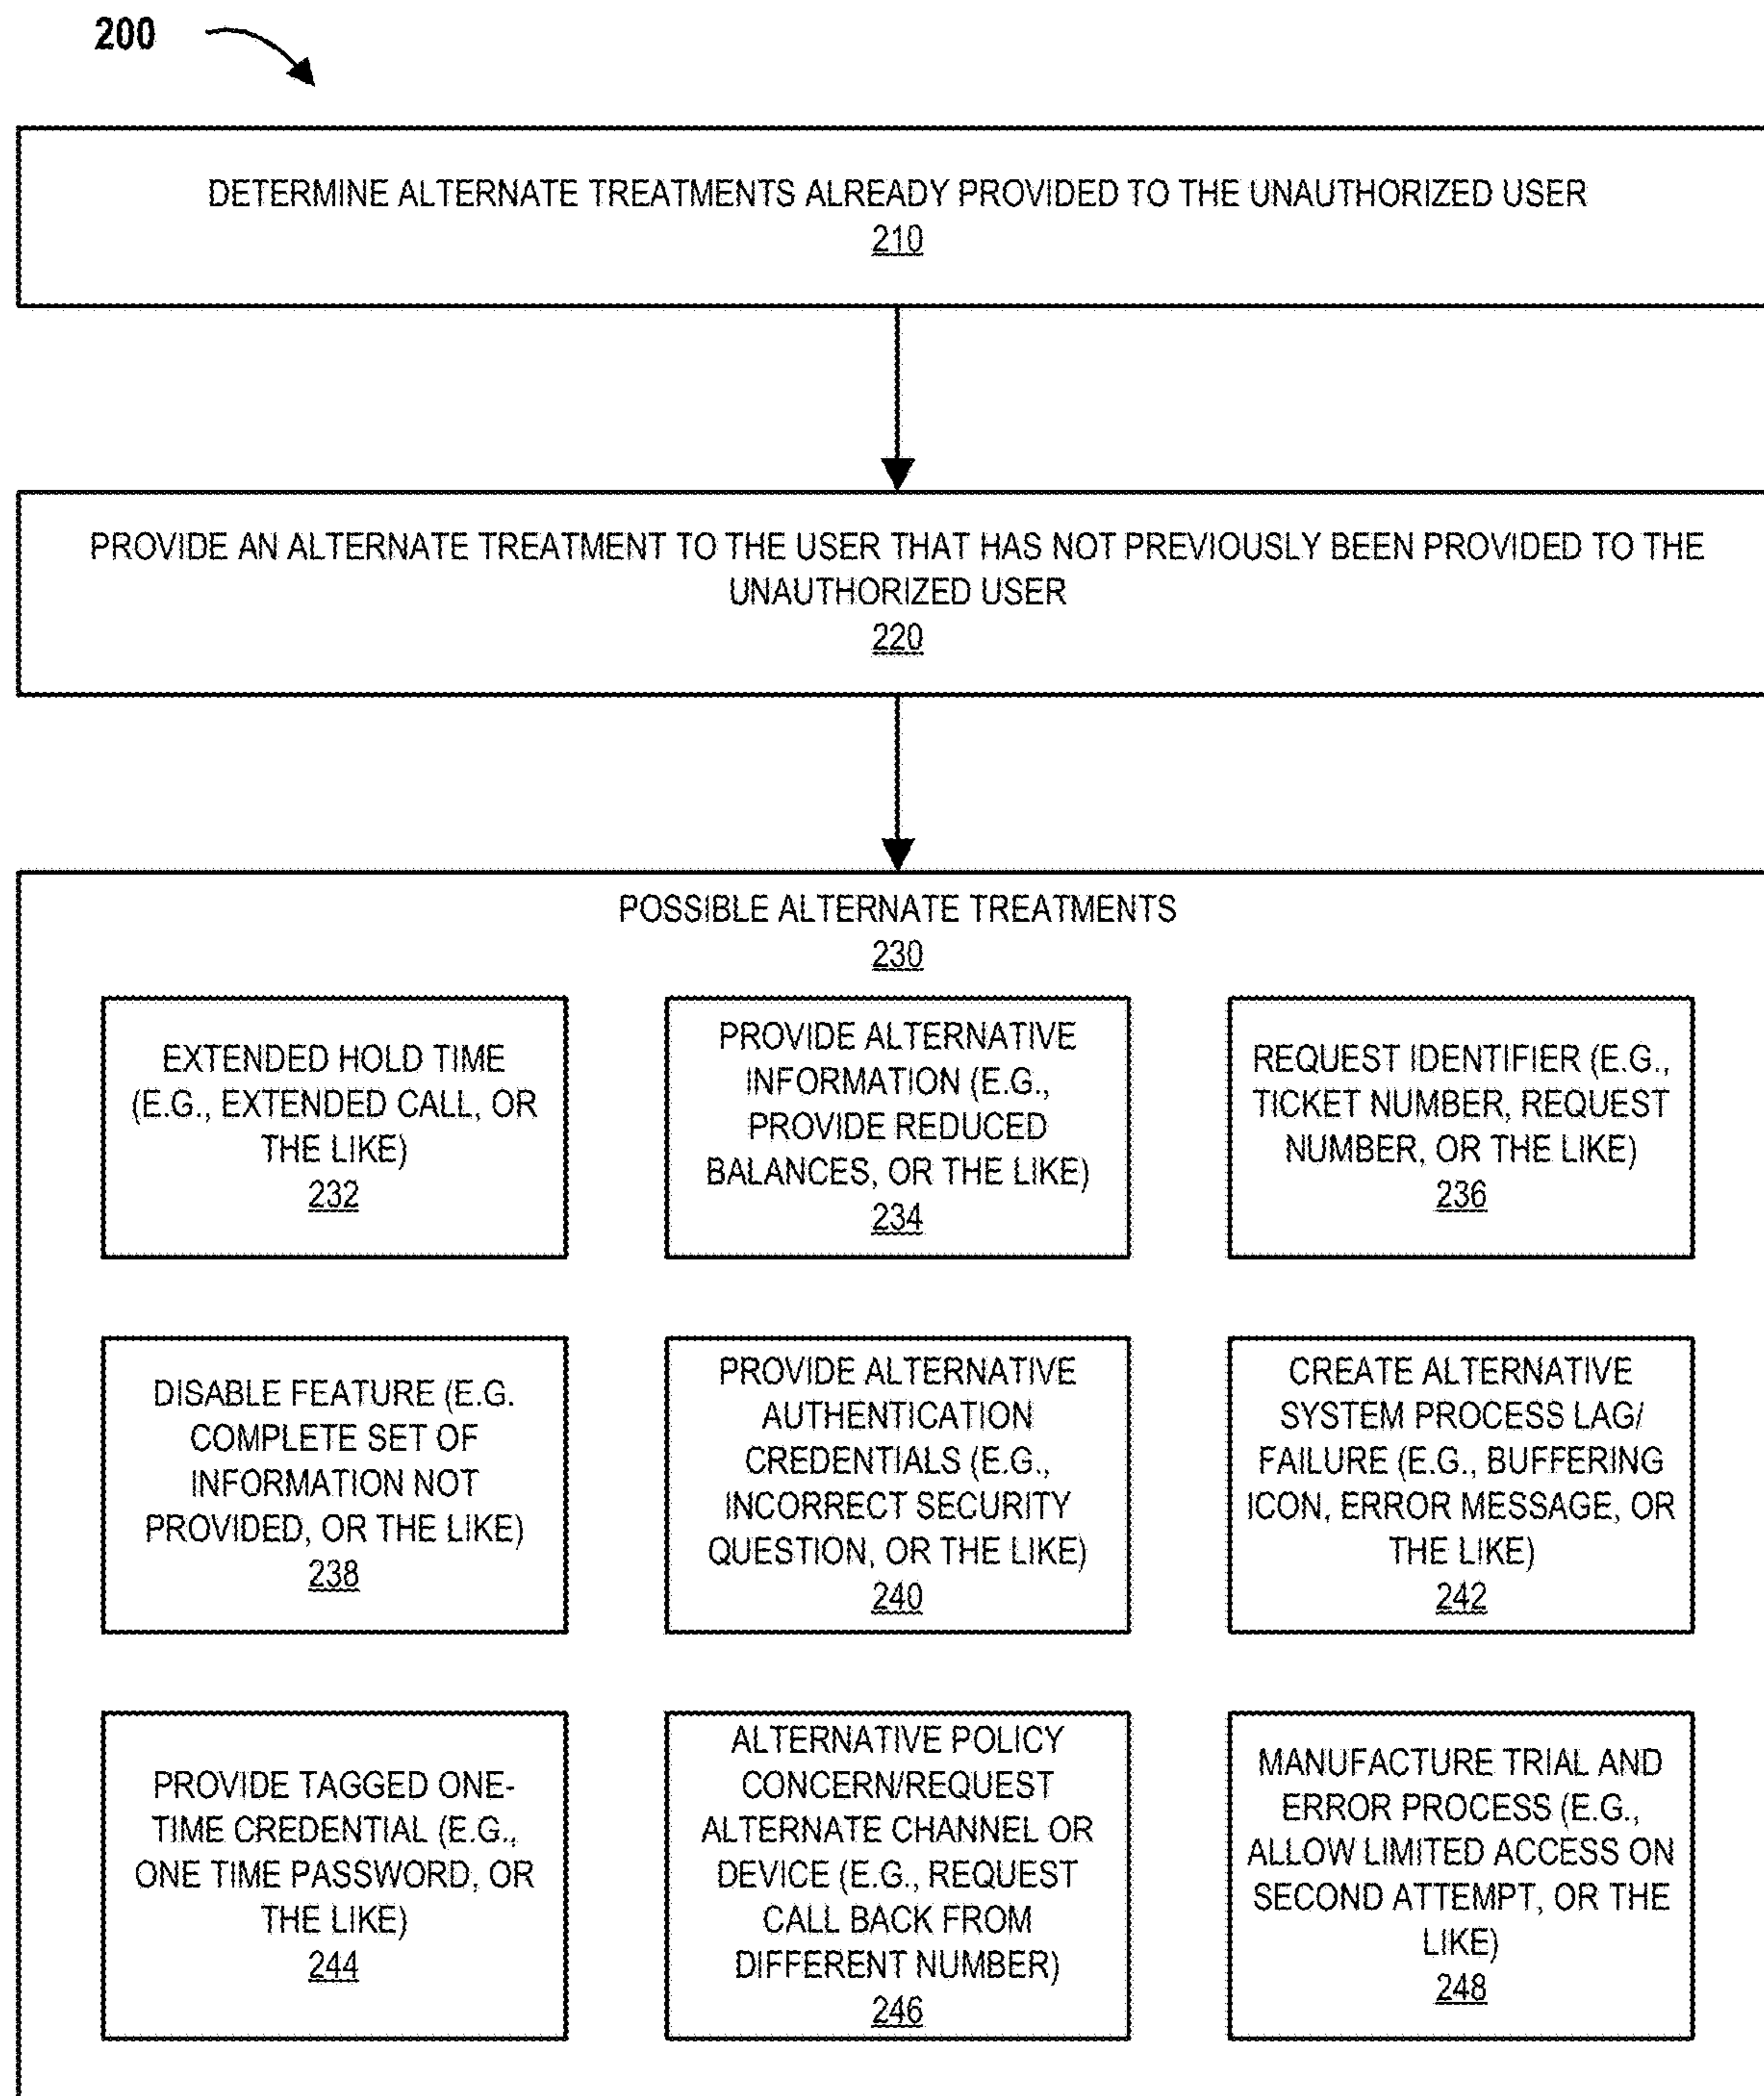 200
DETERMINE ALTERNATE TREATMENTS ALREADY PROVIDED TO THE UNAUTHORIZED USER
210
PROVIDE AN ALTERNATE TREATMENT TO THE USER THAT HAS NOT PREVIOUSLY BEEN PROVIDED TO THE
UNAUTHORIZED USER
220
POSSIBLE ALTERNATE TREATMENTS
230
EXTENDED HOLD TIME
(E.G., EXTENDED CALL, OR
THE LIKE)
232
PROVIDE ALTERNATIVE
INFORMATION (E.G.,
PROVIDE REDUCED
BALANCES, OR THE LIKE)
234
REQUEST IDENTIFIER (E.G.,
TICKET NUMBER, REQUEST
NUMBER, OR THE LIKE)
236
DISABLE FEATURE (E.G.
COMPLETE SET OF
INFORMATION NOT
PROVIDED, OR THE LIKE)
238
PROVIDE ALTERNATIVE
AUTHENTICATION
CREDENTIALS (E.G.,
INCORRECT SECURITY
QUESTION, OR THE LIKE)
240
CREATE ALTERNATIVE
SYSTEM PROCESS LAG/
FAILURE (E.G., BUFFERING
ICON, ERROR MESSAGE, OR
THE LIKE)
242
PROVIDE TAGGED ONE-
TIME CREDENTIAL (E.G.,
ONE TIME PASSWORD, OR
THE LIKE)
244
ALTERNATIVE POLICY
CONCERN/REQUEST
ALTERNATE CHANNEL OR
DEVICE (E.G., REQUEST
CALL BACK FROM
DIFFERENT NUMBER)
246
MANUFACTURE TRIAL AND
ERROR PROCESS (E.G.,
ALLOW LIMITED ACCESS ON
SECOND ATTEMPT, OR THE
LIKE)
248